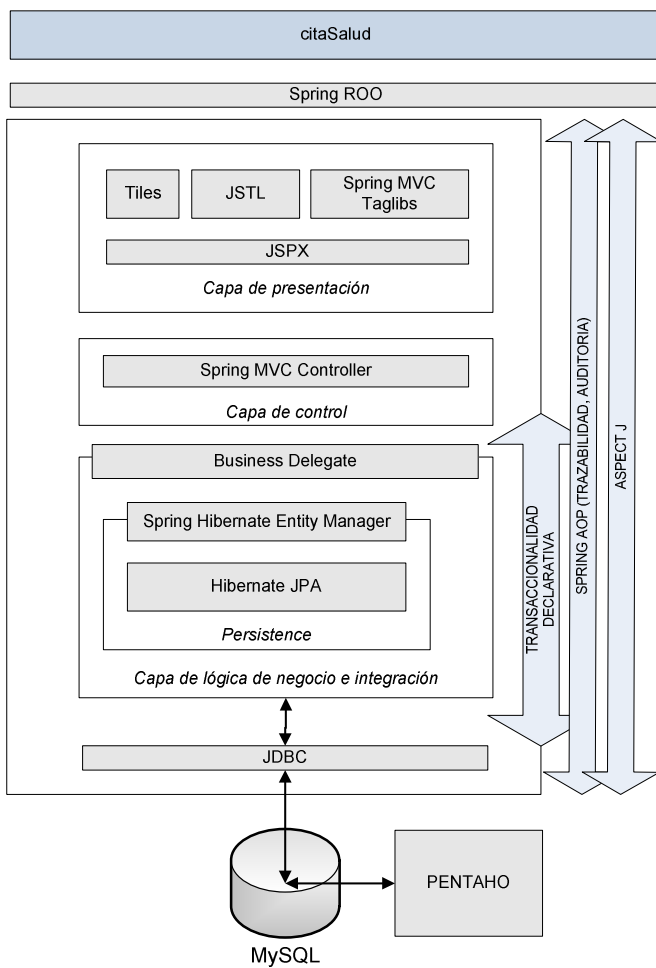 citaSalud
Spring ROO
Tiles
JSTL
Spring MVC
Taglibs
JSPX
Capa de presentación
Spring MVC Controller
Capa de control
Business Delegate
Spring Hibernate Entity Manager
Hibernate JPA
Persistence
Capa de lógica de negocio e integración
JDBC
TRANSACCIONALIDAD
DECLARATIVA
SPRING AOP (TRAZABILIDAD, AUDITORIA)
ASPECT J
MySQL
PENTAHO